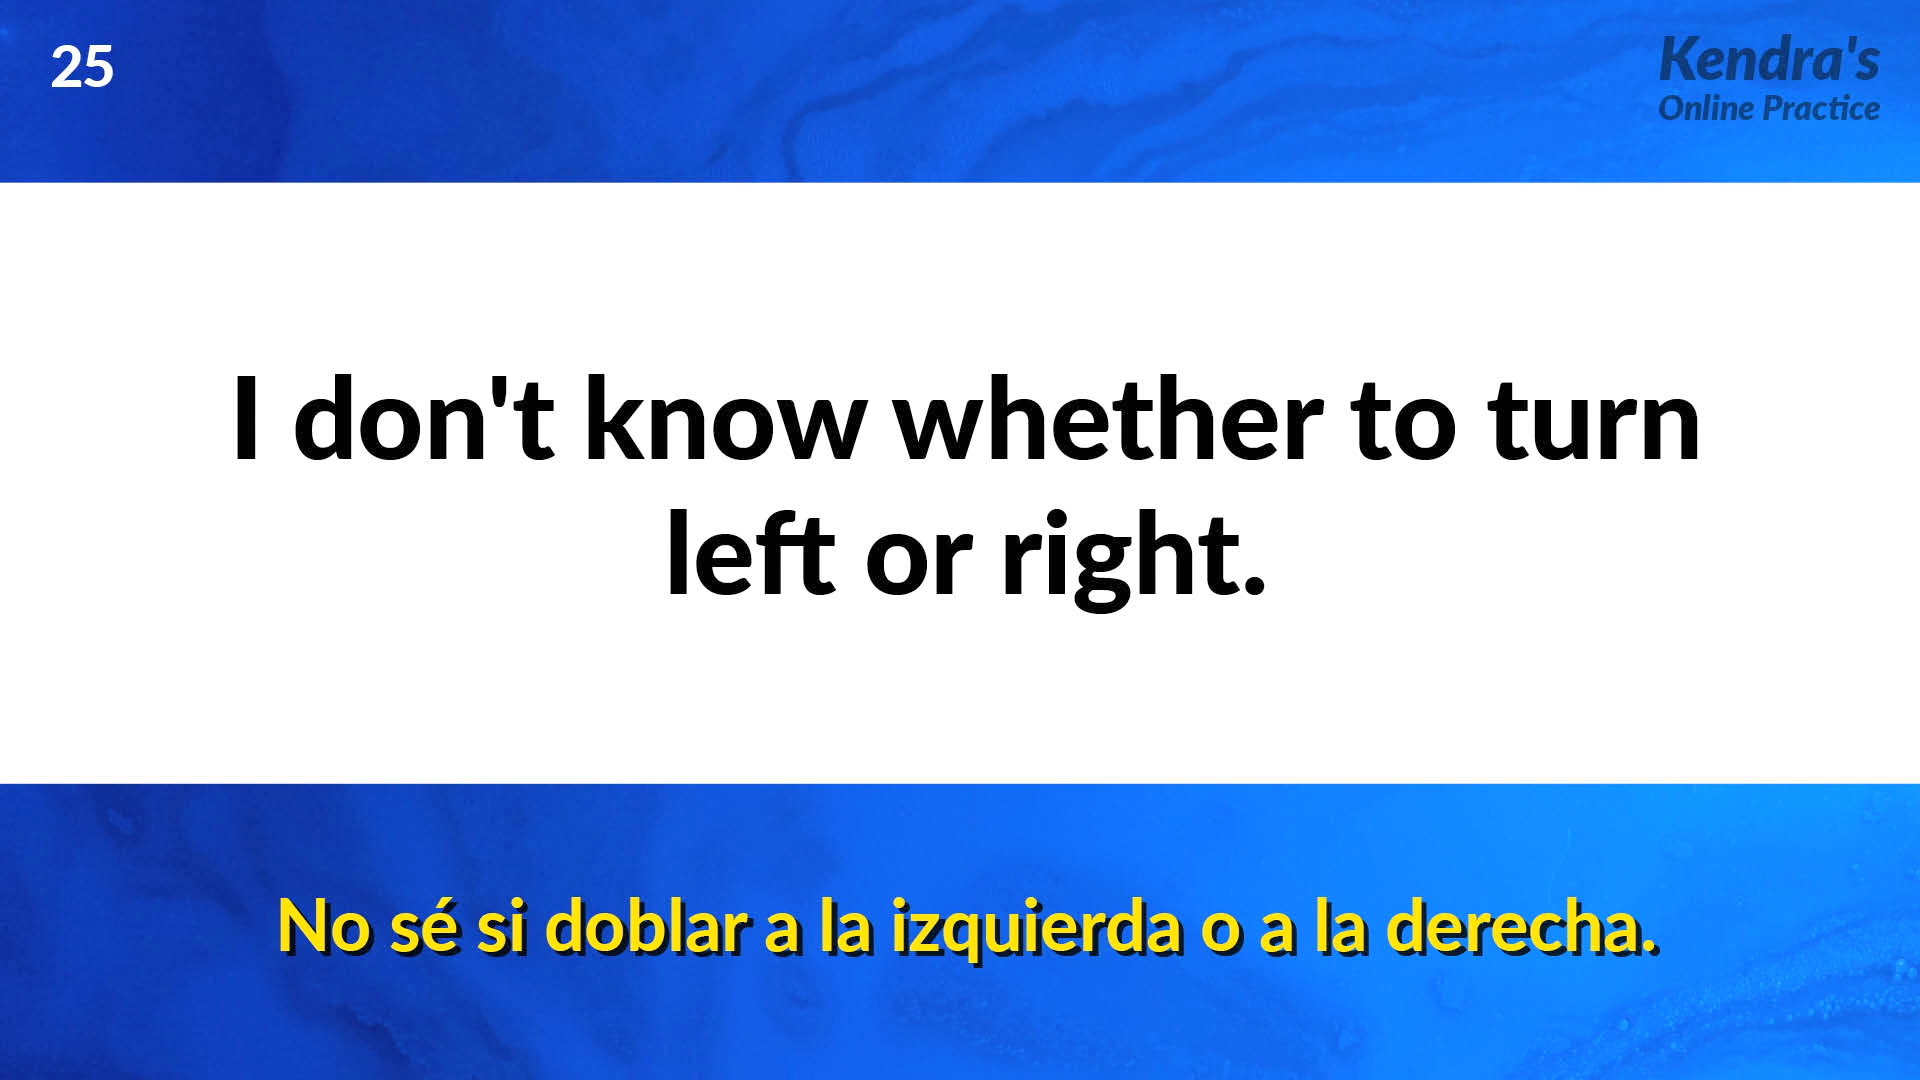 25
Kendra's
Online Practice
I don't know whether to turn
left or right.
No sé si doblar a la izquierda o a la derecha.